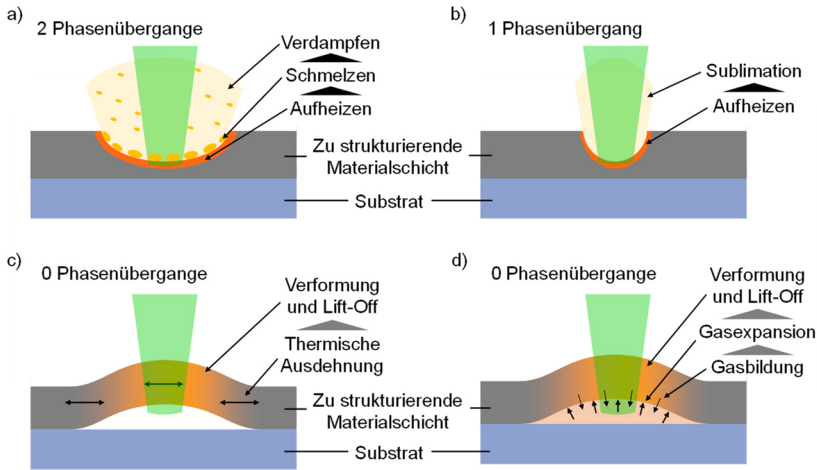 a)
2 Phasenübergange
Verdampfen
Schmelzen
Aufheizen
b)
1 Phasenübergang
Sublimation
Aufheizen
Zu strukturierende
Materialschicht
Substrat
c)
0 Phasenübergange
Verformung
und Lift-Off
Thermische
Ausdehnung
d)
0 Phasenübergange
Verformung
und Lift-Off
Gasexpansion
Gasbildung
Zu strukturierende
Materialschicht
Substrat